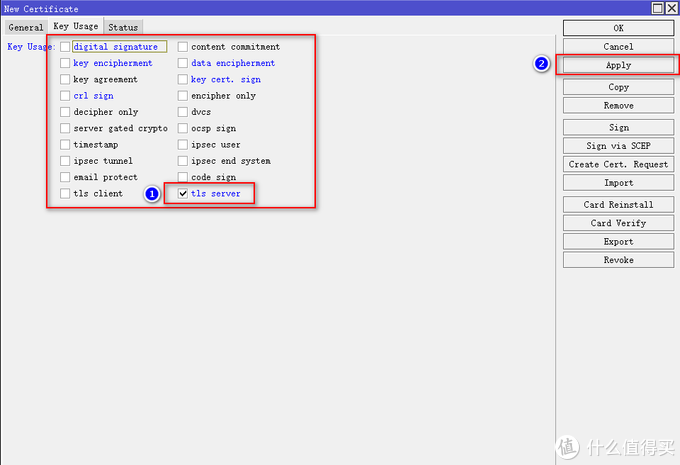 New Certificate
General Key Usage Status
Key Usage: digital signature content commitment
key encipherment data encipherment
key agreement key cert. sign
crl sign encipher only
decipher only dvcs
server gated crypto ocsp sign
timestamp ipsec user
ipsec tunnel ipsec end system
email protect code sign
tls client 1 tls server
OK
Cancel
2 Apply
Copy
Remove
Sign
Sign via SCEP
Create Cert. Request
Import
Card Reinstall
Card Verify
Export
Revoke
值 什么值得买